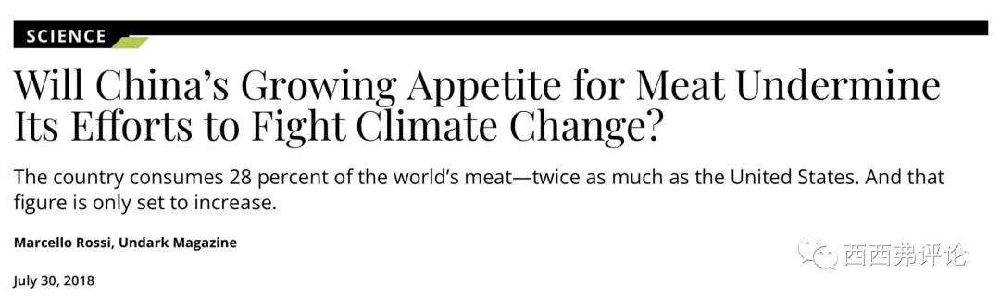 SCIENCE
Will China’s Growing Appetite for Meat Undermine
Its Efforts to Fight Climate Change?
The country consumes 28 percent of the world’s meat—twice as much as the United States. And that
figure is only set to increase.
Marcello Rossi, Undark Magazine
西西弗评论
July 30, 2018